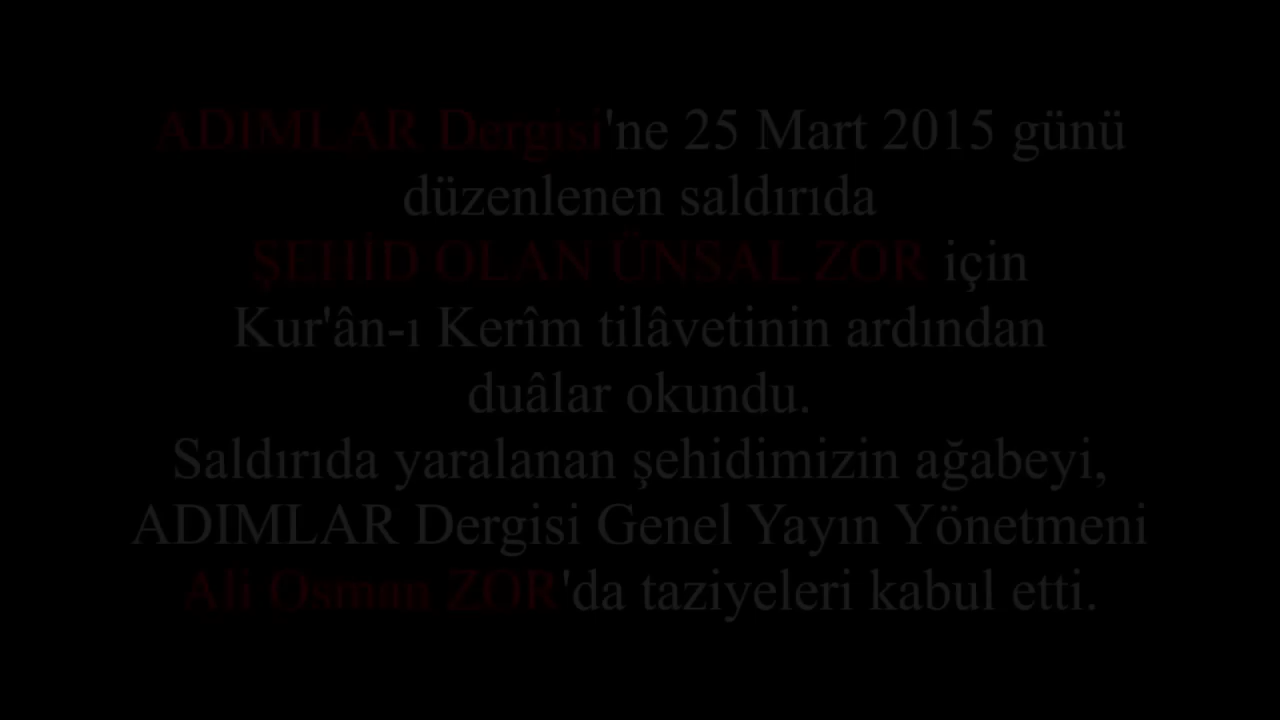 ADIMLAR Dergisi'ne 25 Mart 2015 günü
düzenlenen saldırıda
ŞEHİD OLAN ÜNSAL ZOR için
Kur'ân-ı Kerîm tilâvetinin ardından
duâlar okundu.
Saldırıda yaralanan şehidimizin ağabeyi,
ADIMLAR Dergisi Genel Yayın Yönetmeni
Ali Osman ZOR'da taziyeleri kabul etti.